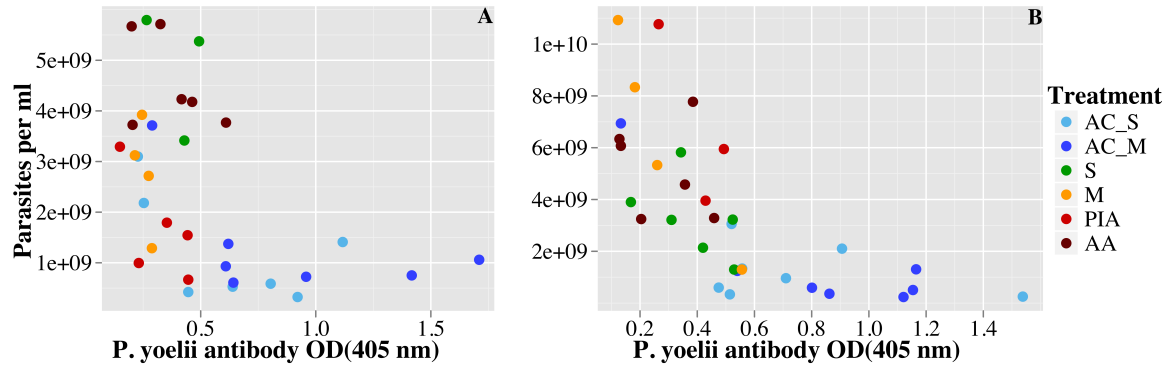 A
B
5e+09
4e+09
3e+09
2e+09
1e+09
Parasites per ml
0.5 1.0 1.5
P. yoelii antibody OD(405 nm)
1e+10
8e+09
6e+09
4e+09
2e+09
0.2 0.4 0.6 0.8 1.0 1.2 1.4
P. yoelii antibody OD(405 nm)
Treatment
AC_S
AC_M
S
M
PIA
AA